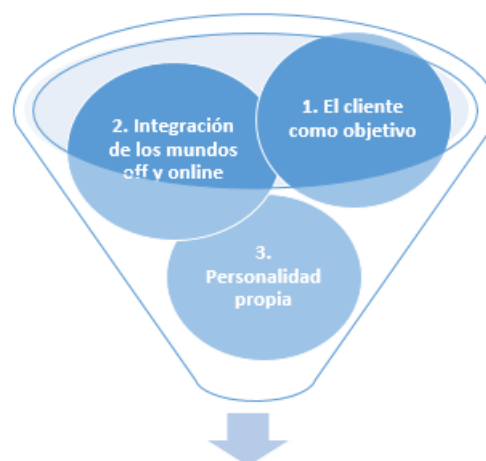 1. El cliente
como objetivo
2. Integración
de los mundos
off y online
3.
Personalidad
propia